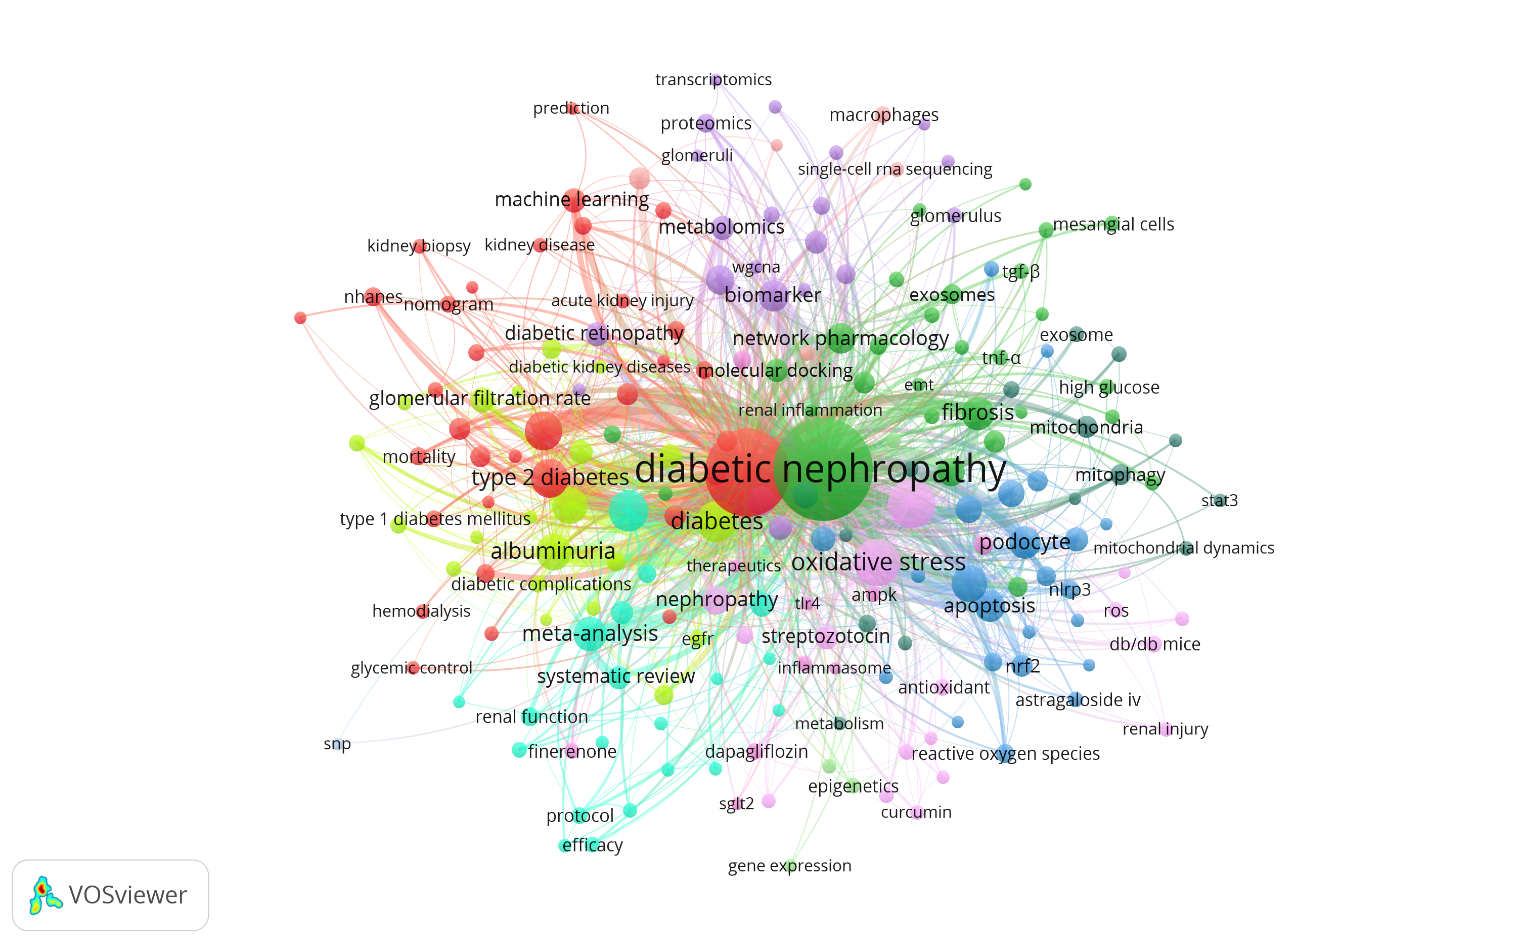 transcriptomics
prediction
macrophages
proteomics
glomeruli
single-cell rna sequencing
machine learning
metabolomics
glomerulus
mesangial cells
kidney biopsy
kidney disease
wgcna
tgf-β
nhanes
nomogram
acute kidney injury
biomarker
exosomes
diabetic retinopathy
network pharmacology
exosome
diabetic kidney diseases
molecular docking
tnf-α
emt
high glucose
glomerular filtration rate
renal inflammation
fibrosis
mitochondria
mortality
type 2 diabetes
diabetic nephropathy
mitophagy
stat3
type 1 diabetes mellitus
diabetes
podocyte
mitochondrial dynamics
albuminuria
therapeutics
oxidative stress
diabetic complications
nephropathy
tlr4
ampk
apoptosis
nlrp3
ros
hemodialysis
meta-analysis
egfr
streptozotocin
db/db mice
glycemic control
systematic review
inflammasome
nrf2
antioxidant
astragaloside iv
renal function
metabolism
renal injury
snp
finerenone
dapagliflozin
reactive oxygen species
epigenetics
sglt2
curcumin
protocol
efficacy
gene expression
VOSviewer